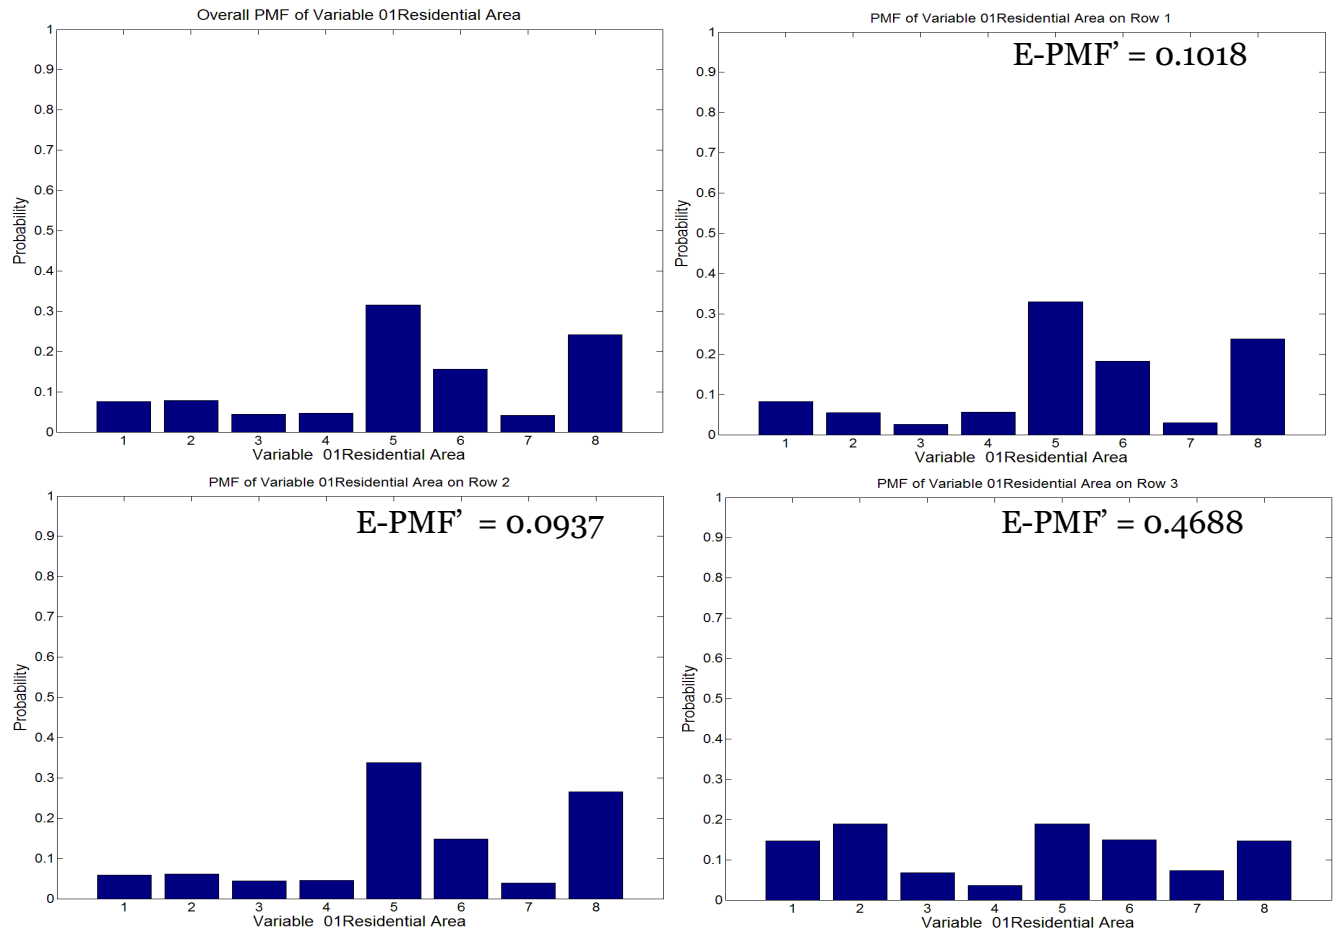 Overall PMF of Variable 01Residential Area
1
0.9
0.8
0.7
0.6
0.5
0.4
0.3
0.2
0.1
0
Probability
1 2 3 4 5 6 7 8
Variable 01Residential Area
PMF of Variable 01Residential Area on Row 1
E-PMF’ = 0.1018
1
0.9
0.8
0.7
0.6
0.5
0.4
0.3
0.2
0.1
0
Probability
1 2 3 4 5 6 7 8
Variable 01Residential Area
PMF of Variable 01Residential Area on Row 2
E-PMF’ = 0.0937
1
0.9
0.8
0.7
0.6
0.5
0.4
0.3
0.2
0.1
0
Probability
1 2 3 4 5 6 7 8
Variable 01Residential Area
PMF of Variable 01Residential Area on Row 3
E-PMF’ = 0.4688
1
0.9
0.8
0.7
0.6
0.5
0.4
0.3
0.2
0.1
0
Probability
1 2 3 4 5 6 7 8
Variable 01Residential Area